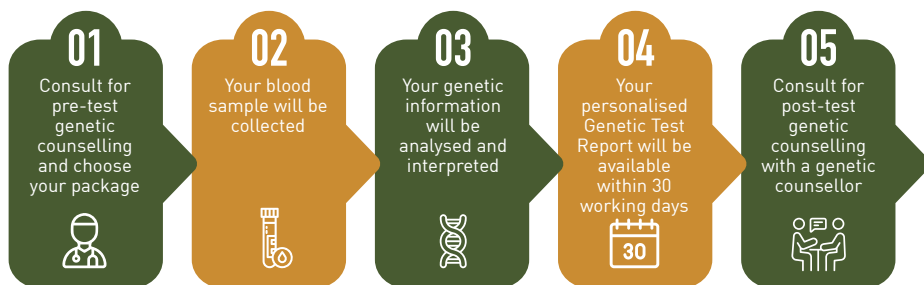 01
Consult for
pre-test
genetic
counselling
and choose
your package
02
Your blood
sample will be
collected
03
Your genetic
information
will be
analysed and
interpreted
04
Your
personalised
Genetic Test
Report will be
available
within 30
working days
30
05
Consult for
post-test
genetic
counselling
with a genetic
counsellor